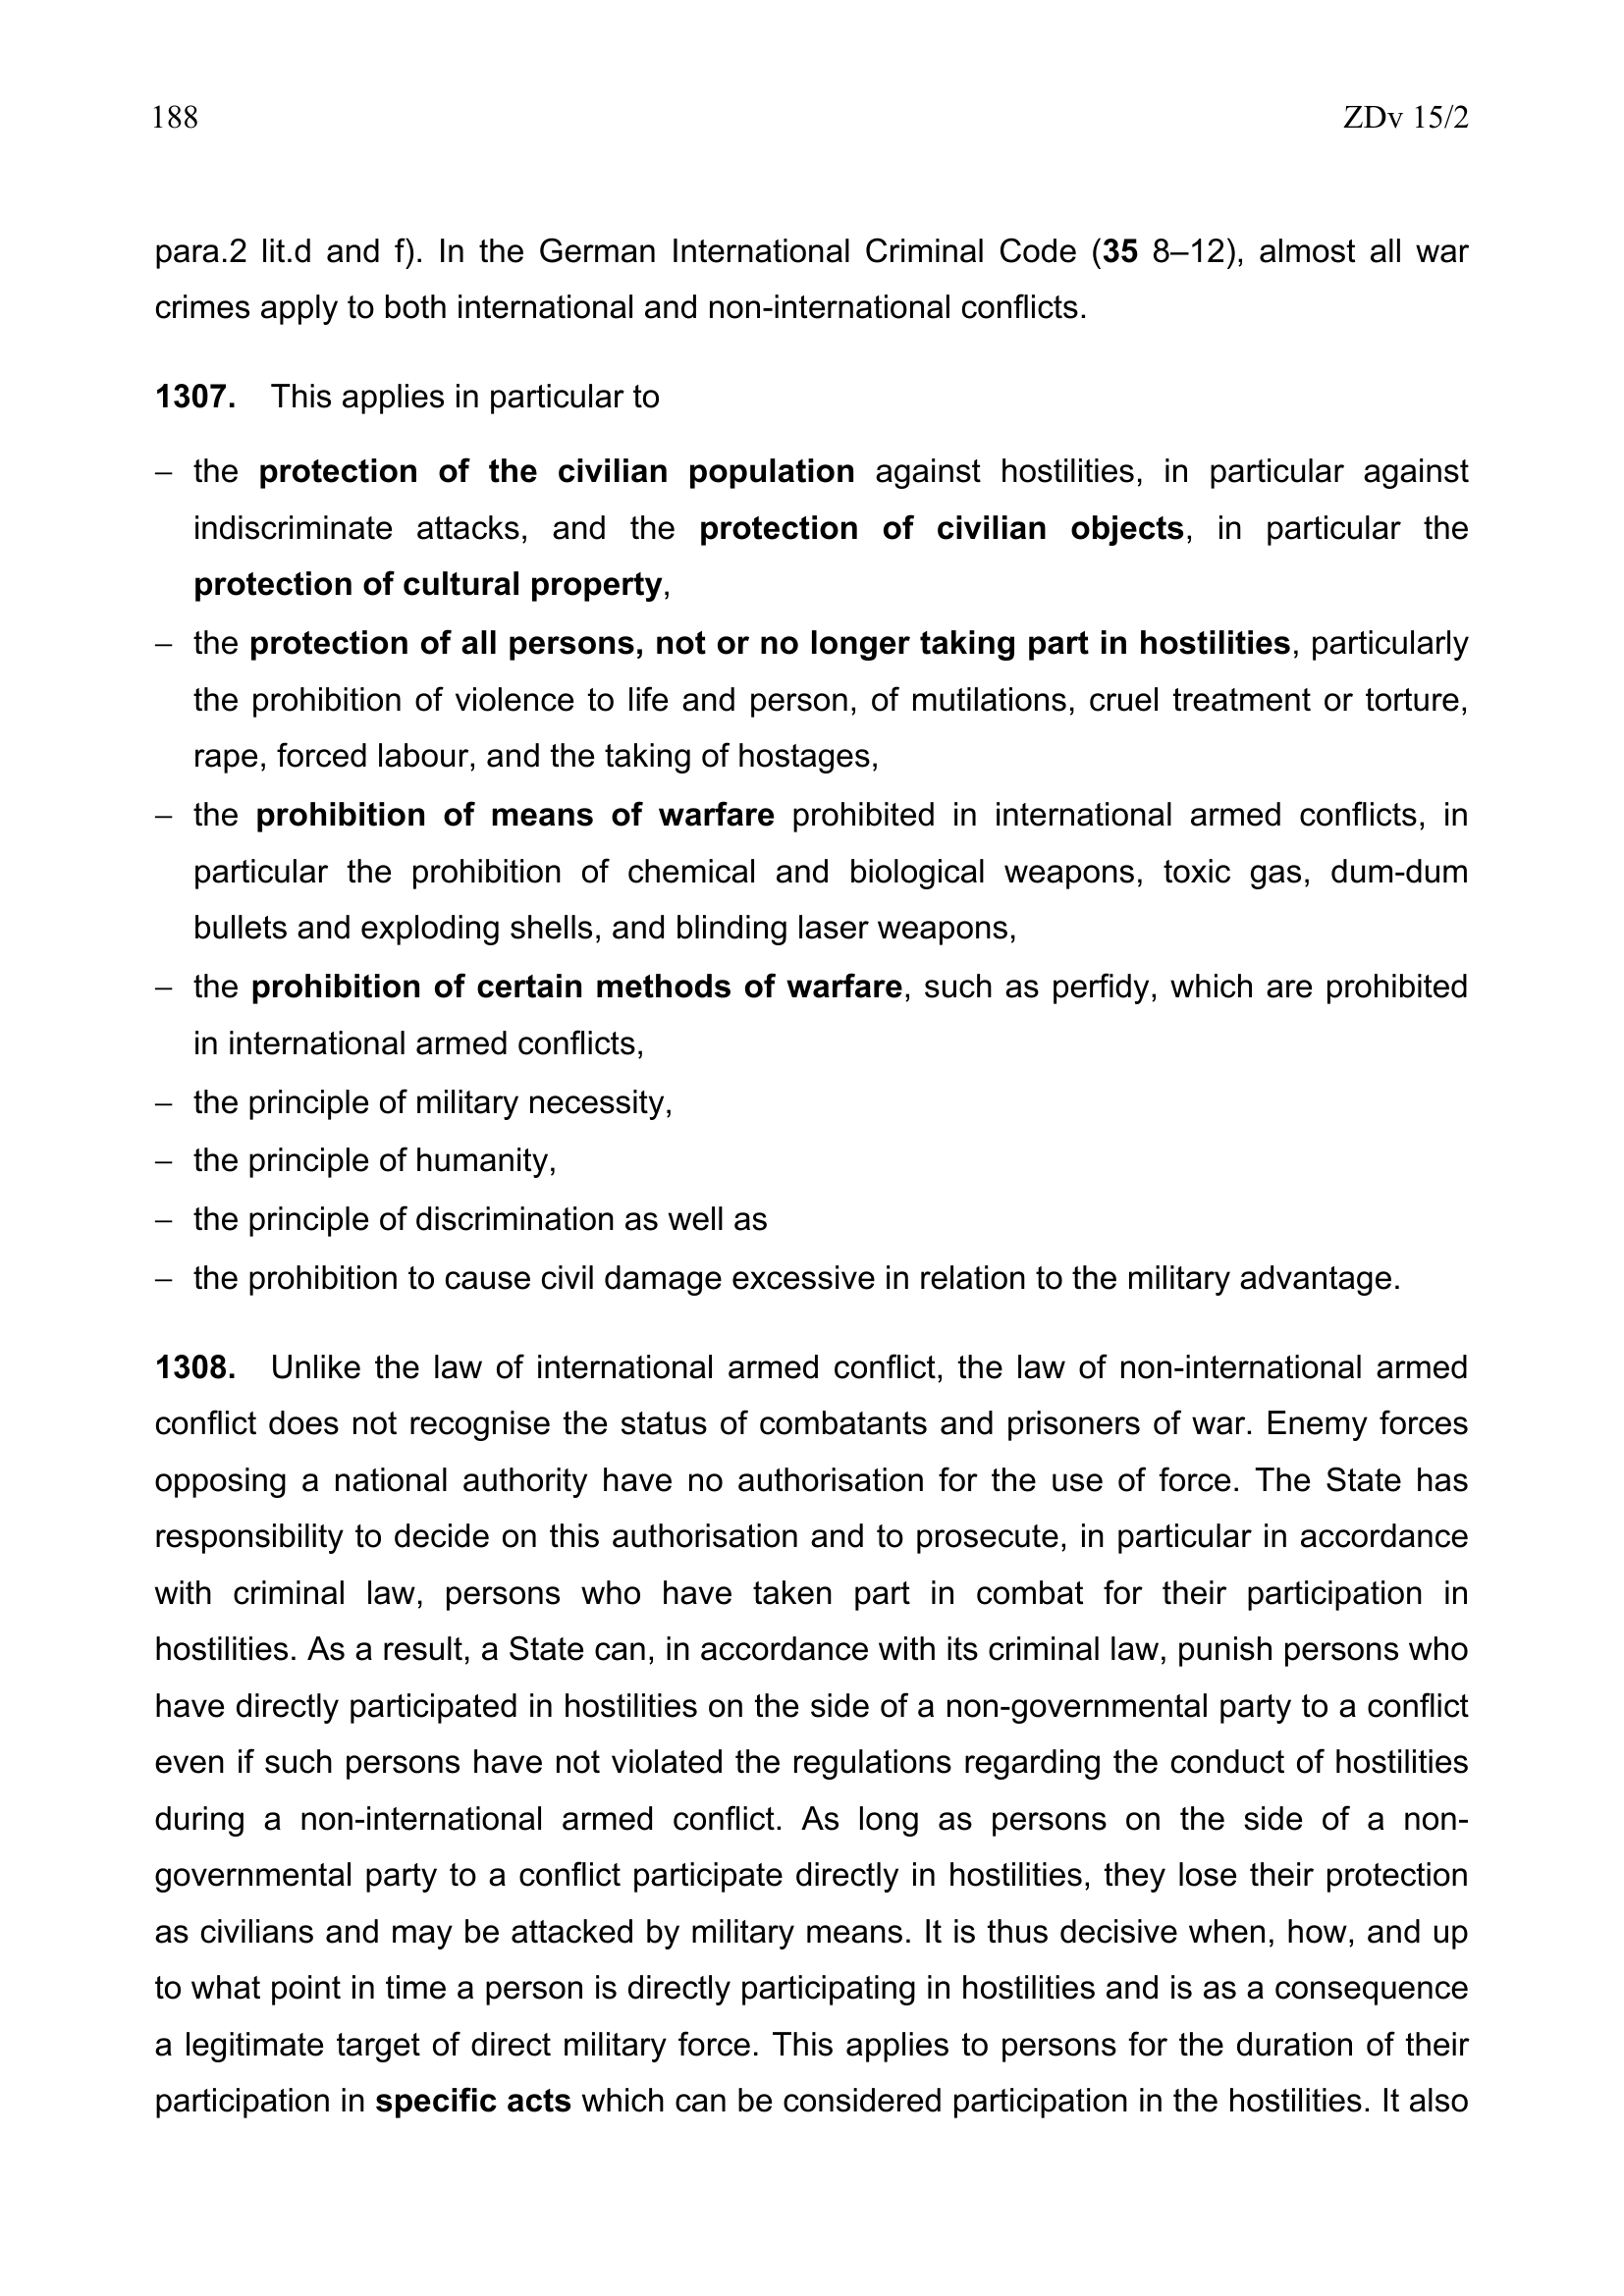 188 ZDv 15/2
para.2 lit.d and f). In the German International Criminal Code (35 8–12), almost all war
crimes apply to both international and non-international conflicts.
1307. This applies in particular to
– the protection of the civilian population against hostilities, in particular against
indiscriminate attacks, and the protection of civilian objects, in particular the
protection of cultural property,
– the protection of all persons, not or no longer taking part in hostilities, particularly
the prohibition of violence to life and person, of mutilations, cruel treatment or torture,
rape, forced labour, and the taking of hostages,
– the prohibition of means of warfare prohibited in international armed conflicts, in
particular the prohibition of chemical and biological weapons, toxic gas, dum-dum
bullets and exploding shells, and blinding laser weapons,
– the prohibition of certain methods of warfare, such as perfidy, which are prohibited
in international armed conflicts,
– the principle of military necessity,
– the principle of humanity,
– the principle of discrimination as well as
– the prohibition to cause civil damage excessive in relation to the military advantage.
1308. Unlike the law of international armed conflict, the law of non-international armed
conflict does not recognise the status of combatants and prisoners of war. Enemy forces
opposing a national authority have no authorisation for the use of force. The State has
responsibility to decide on this authorisation and to prosecute, in particular in accordance
with criminal law, persons who have taken part in combat for their participation in
hostilities. As a result, a State can, in accordance with its criminal law, punish persons who
have directly participated in hostilities on the side of a non-governmental party to a conflict
even if such persons have not violated the regulations regarding the conduct of hostilities
during a non-international armed conflict. As long as persons on the side of a non-
governmental party to a conflict participate directly in hostilities, they lose their protection
as civilians and may be attacked by military means. It is thus decisive when, how, and up
to what point in time a person is directly participating in hostilities and is as a consequence
a legitimate target of direct military force. This applies to persons for the duration of their
participation in specific acts which can be considered participation in the hostilities. It also